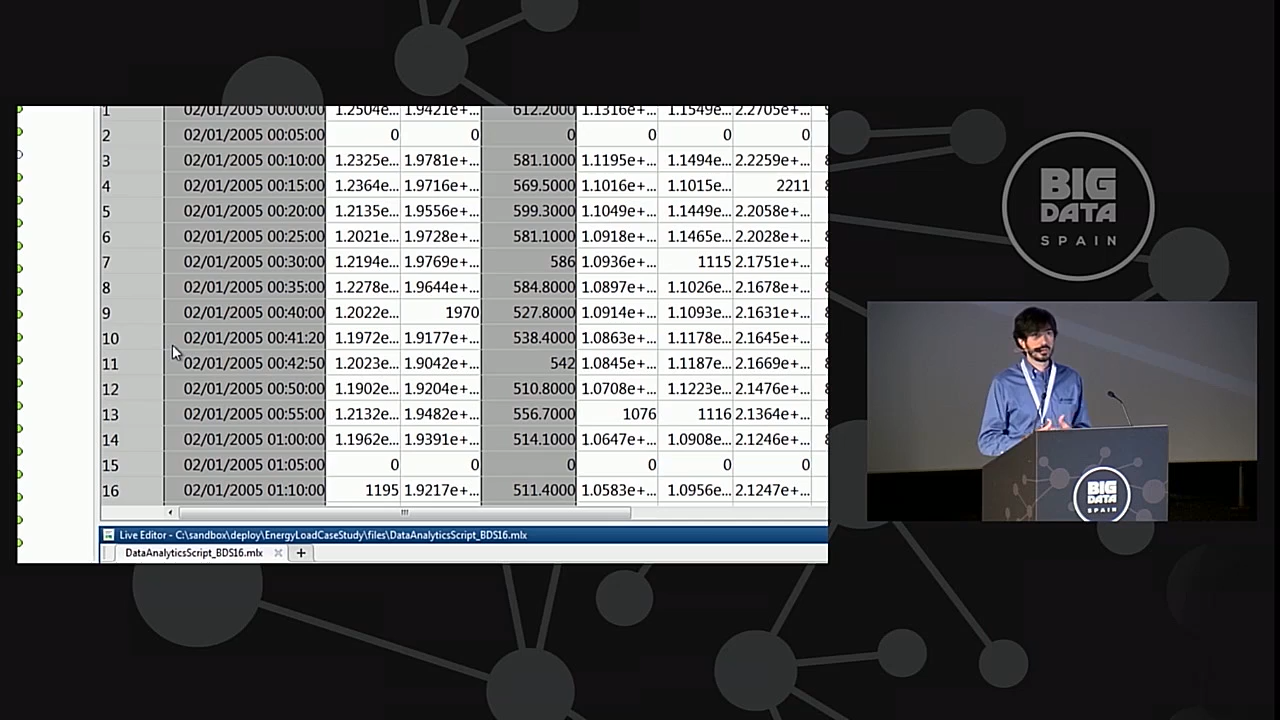 1 02/01/2005 00:00:00 1.2504e... 1.9421e+... 612.2000 1.1316e+... 1.1549e... 2.2705e+...
2 02/01/2005 00:05:00 0 0 0 0 0 0
3 02/01/2005 00:10:00 1.2325e... 1.9781e+... 581.1000 1.1195e+... 1.1494e... 2.2259e+...
4 02/01/2005 00:15:00 1.2364e... 1.9716e+... 569.5000 1.1016e+... 1.1015e... 2211
5 02/01/2005 00:20:00 1.2135e... 1.9556e+... 599.3000 1.1049e+... 1.1449e... 2.2058e+...
6 02/01/2005 00:25:00 1.2021e... 1.9728e+... 581.1000 1.0918e+... 1.1465e... 2.2028e+...
7 02/01/2005 00:30:00 1.2194e... 1.9769e+... 586 1.0936e+... 1115 2.1751e+...
8 02/01/2005 00:35:00 1.2278e... 1.9644e+... 584.8000 1.0897e+... 1.1026e... 2.1678e+...
9 02/01/2005 00:40:00 1.2022e... 1970 527.8000 1.0914e+... 1.1093e... 2.1631e+...
10 02/01/2005 00:41:20 1.1972e... 1.9177e+... 538.4000 1.0863e+... 1.1178e... 2.1645e+...
11 02/01/2005 00:42:50 1.2023e... 1.9042e+... 542 1.0845e+... 1.1187e... 2.1669e+...
12 02/01/2005 00:50:00 1.1902e... 1.9204e+... 510.8000 1.0708e+... 1.1223e... 2.1476e+...
13 02/01/2005 00:55:00 1.2132e... 1.9482e+... 556.7000 1076 1116 2.1364e+...
14 02/01/2005 01:00:00 1.1962e... 1.9391e+... 514.1000 1.0647e+... 1.0908e... 2.1246e+...
15 02/01/2005 01:05:00 0 0 0 0 0 0
16 02/01/2005 01:10:00 1195 1.9217e+... 511.4000 1.0583e+... 1.0956e... 2.1247e+...
Live Editor - C:\sandbox\deploy\EnergyLoadCaseStudy\files\DataAnalyticsScript_BDS16.mlx
DataAnalyticsScript_BDS16.mlx
BIG
DATA
SPAIN
BIG
DATA
SPAIN